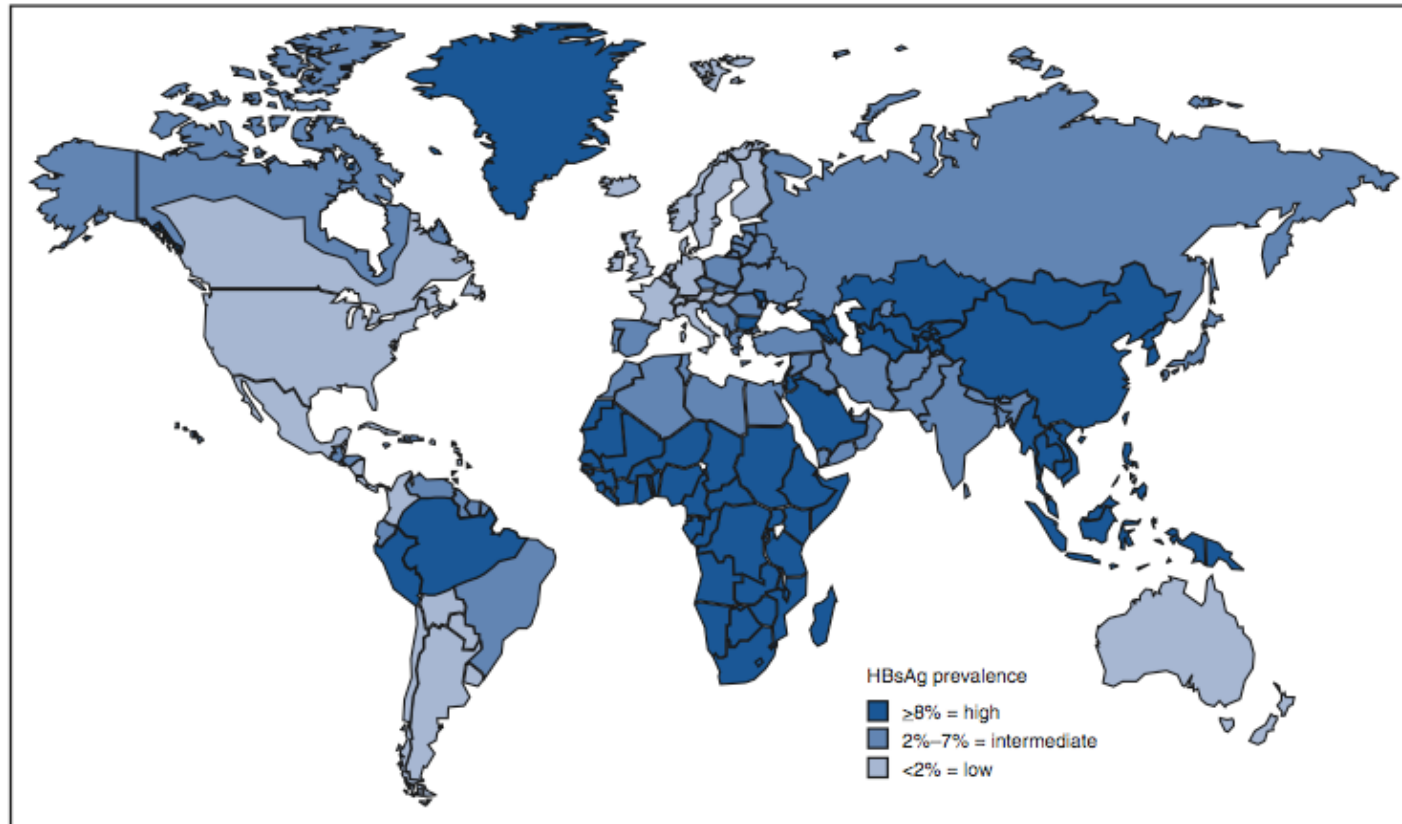 HBsAg prevalence
≥8% = high
2%–7% = intermediate
<2% = low